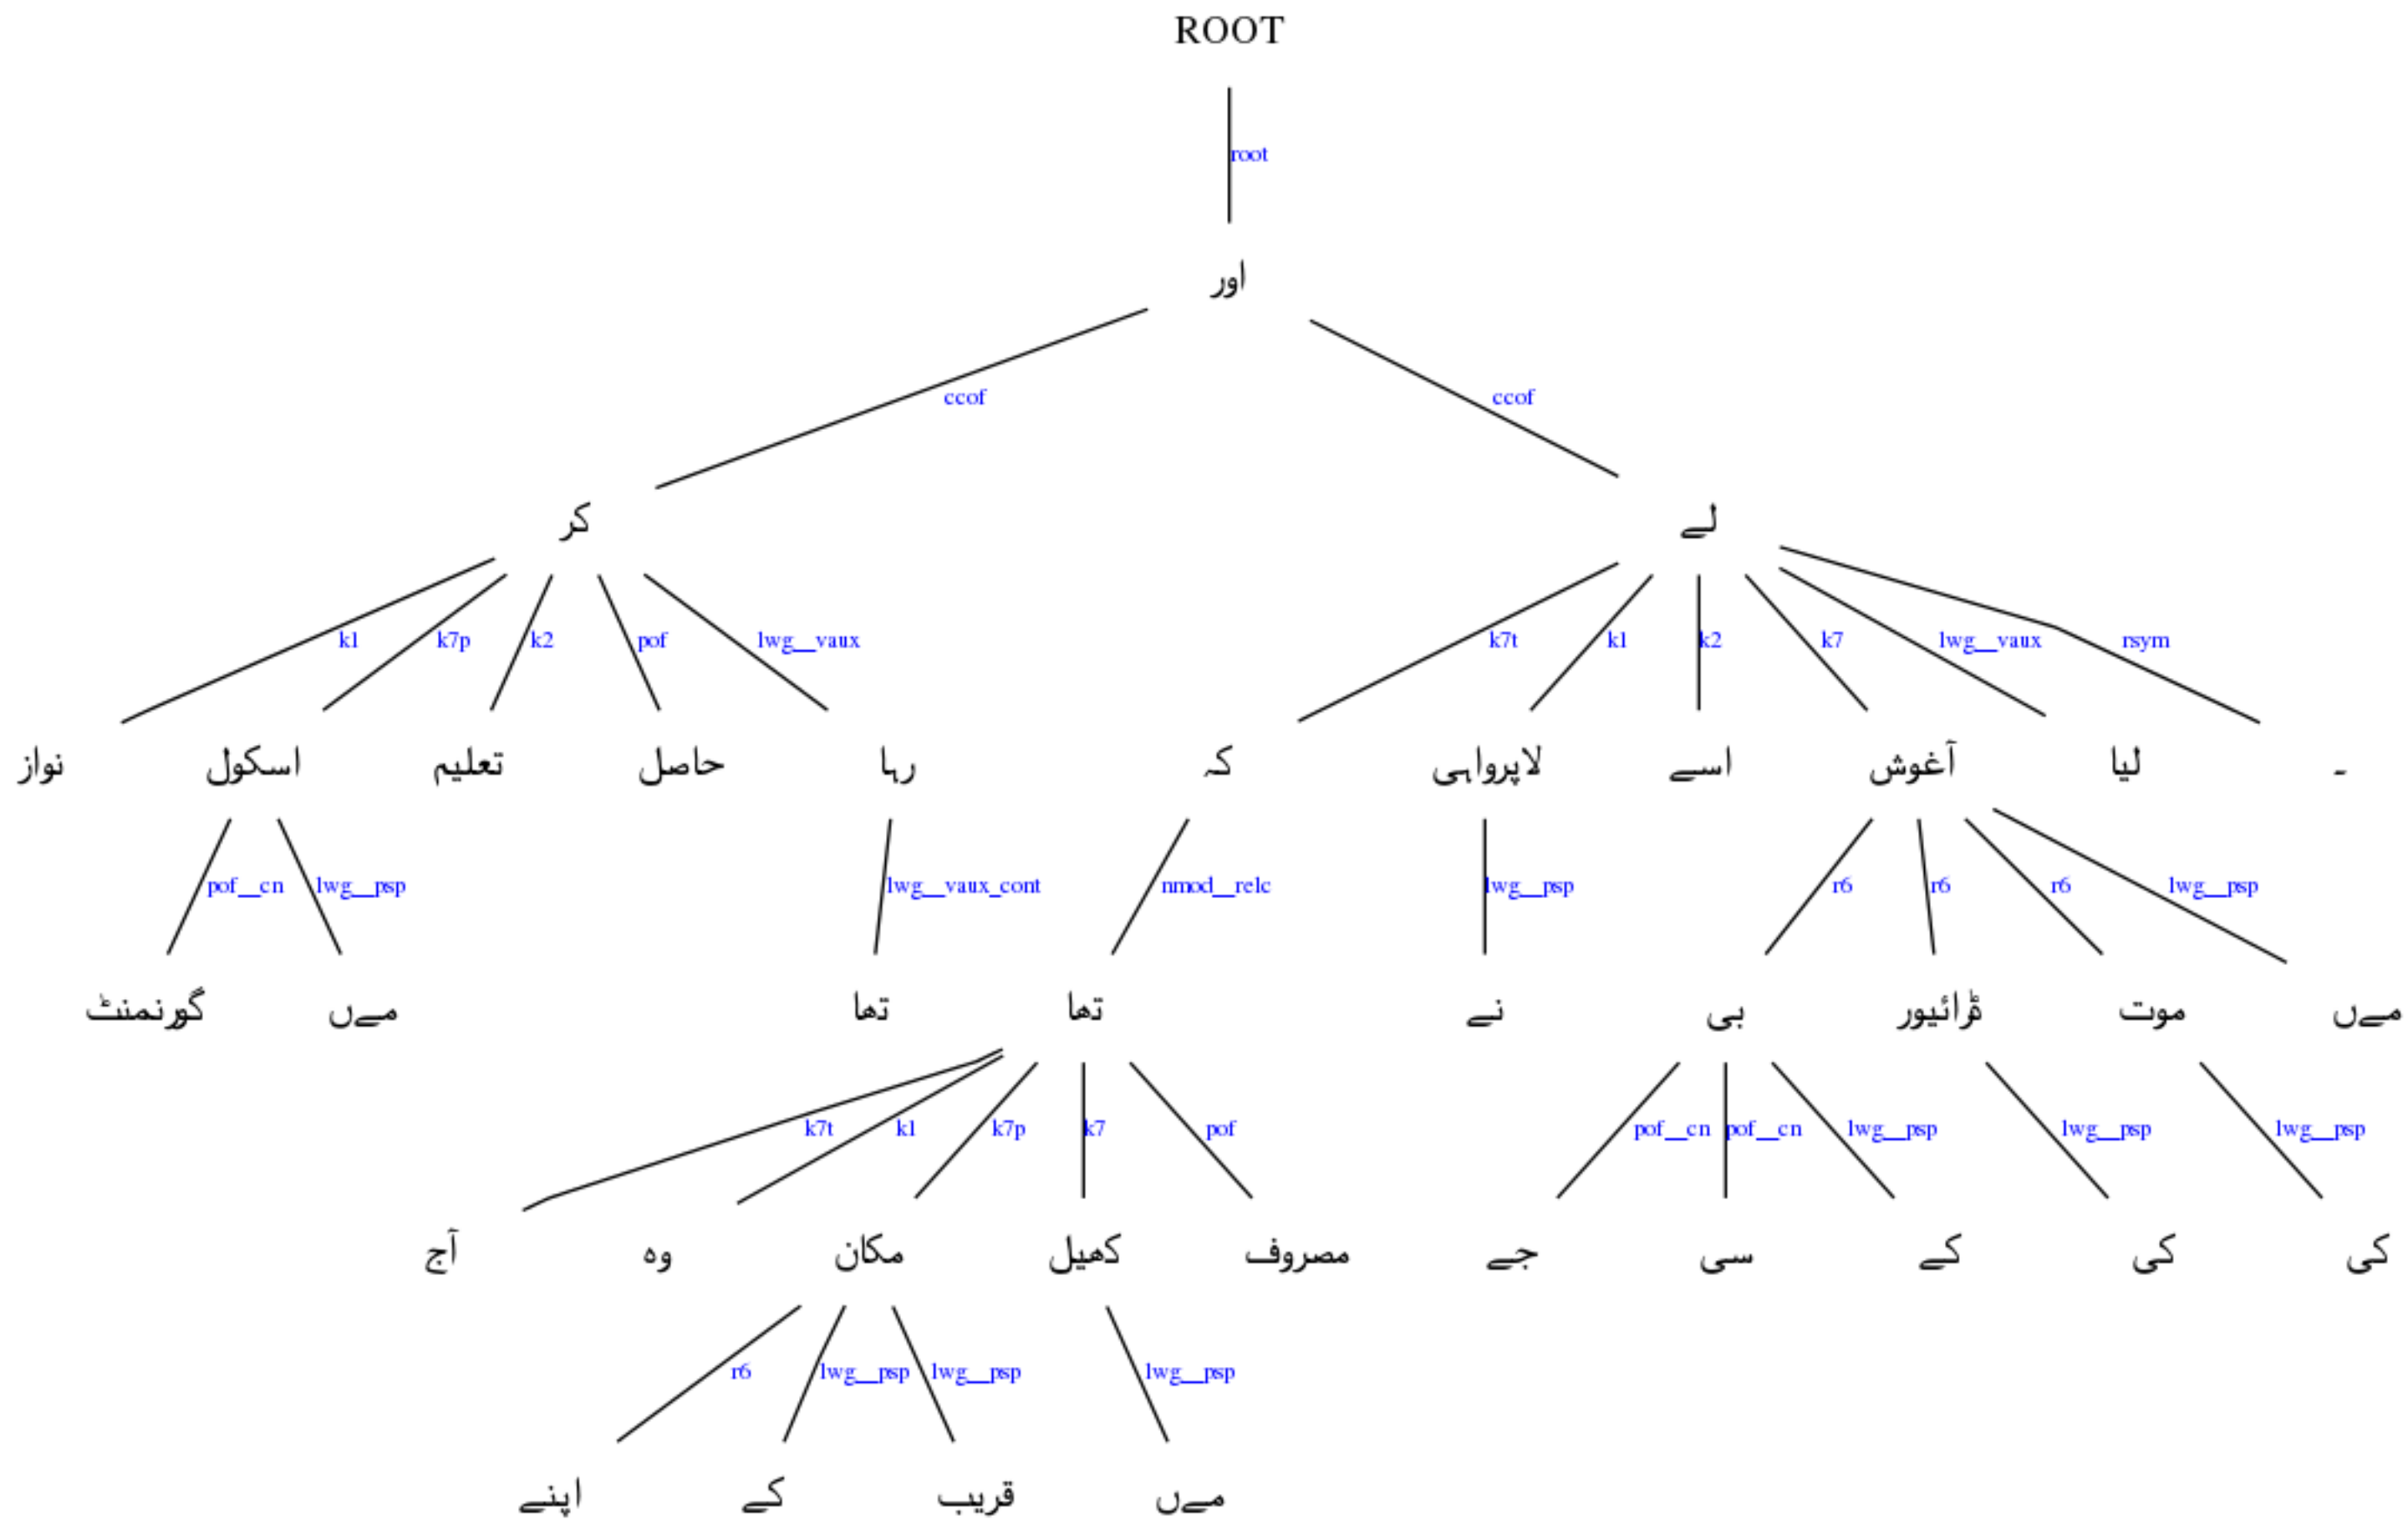 ROOT
root
اور
ccof ccof
کر لے
k1 k7p k2 pof lwg__vaux k7t k1 k2 k7 lwg__vaux rsym
نواز اسکول تعلیم حاصل رہا کہ لاپرواہی اسے آغوش لیا ۔
pof__cn lwg__psp lwg__vaux_cont nmod__relc lwg__psp r6 r6 r6 lwg__psp
گورنمنٹ مےں تھا تھا نے بی ڈرائیور موت مےں
k7t k1 k7p k7 pof pof__cn pof__cn lwg__psp lwg__psp lwg__psp
آج وہ مکان کھیل مصروف جے سی کے کی کی
r6 lwg__psp lwg__psp lwg__psp
اپنے کے قریب مےں